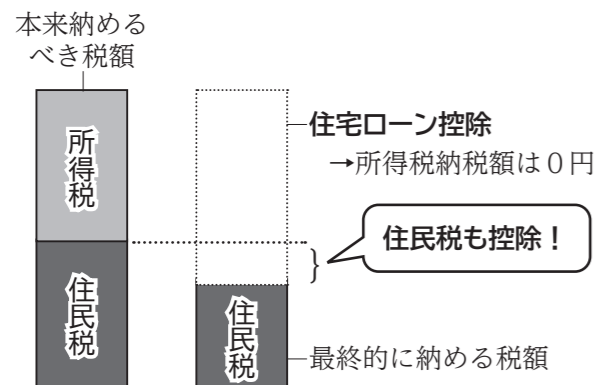 本来納める
べき税額
所得税
住宅ローン控除
→所得税納税額は０円
住民税も控除！
}
住民税
住民税
最終的に納める税額